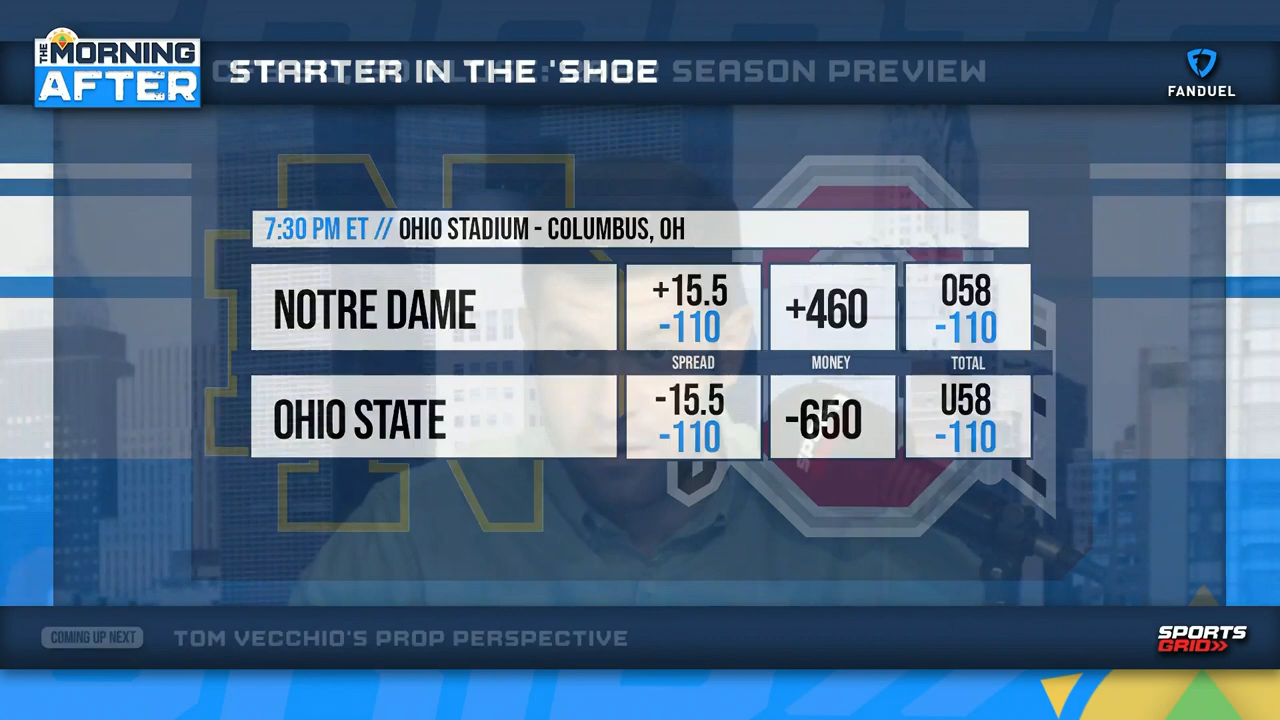 THE
MORNING
AFTER
STARTER IN THE 'SHOE
SEASON PREVIEW
FANDUEL
7:30 PM ET // OHIO STADIUM - COLUMBUS, OH
NOTRE DAME +15.5 -110 +460 O58 -110
SPREAD MONEY TOTAL
OHIO STATE -15.5 -110 -650 U58 -110
COMING UP NEXT TOM VECCHIO'S PROP PERSPECTIVE
SPORTS
GRID